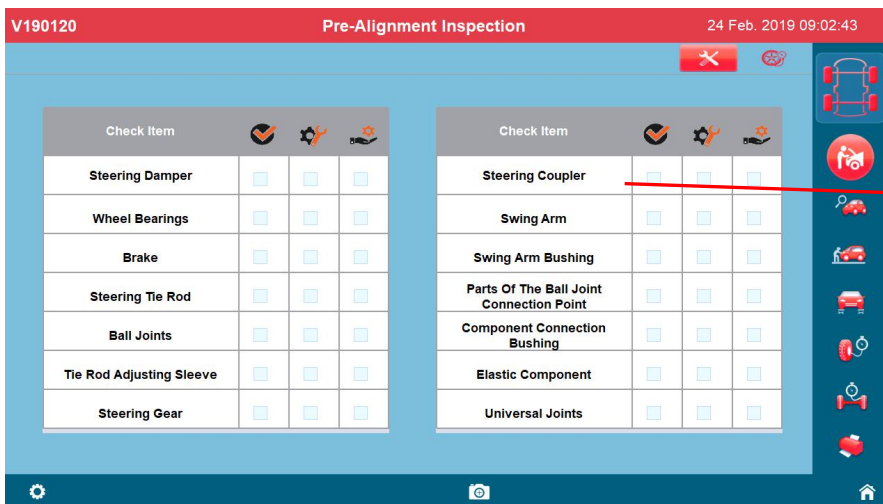 V190120 Pre-Alignment Inspection 24 Feb. 2019 09:02:43
Check Item
Steering Damper
Wheel Bearings
Brake
Steering Tie Rod
Ball Joints
Tie Rod Adjusting Sleeve
Steering Gear
Check Item
Steering Coupler
Swing Arm
Swing Arm Bushing
Parts Of The Ball Joint
Connection Point
Component Connection
Bushing
Elastic Component
Universal Joints